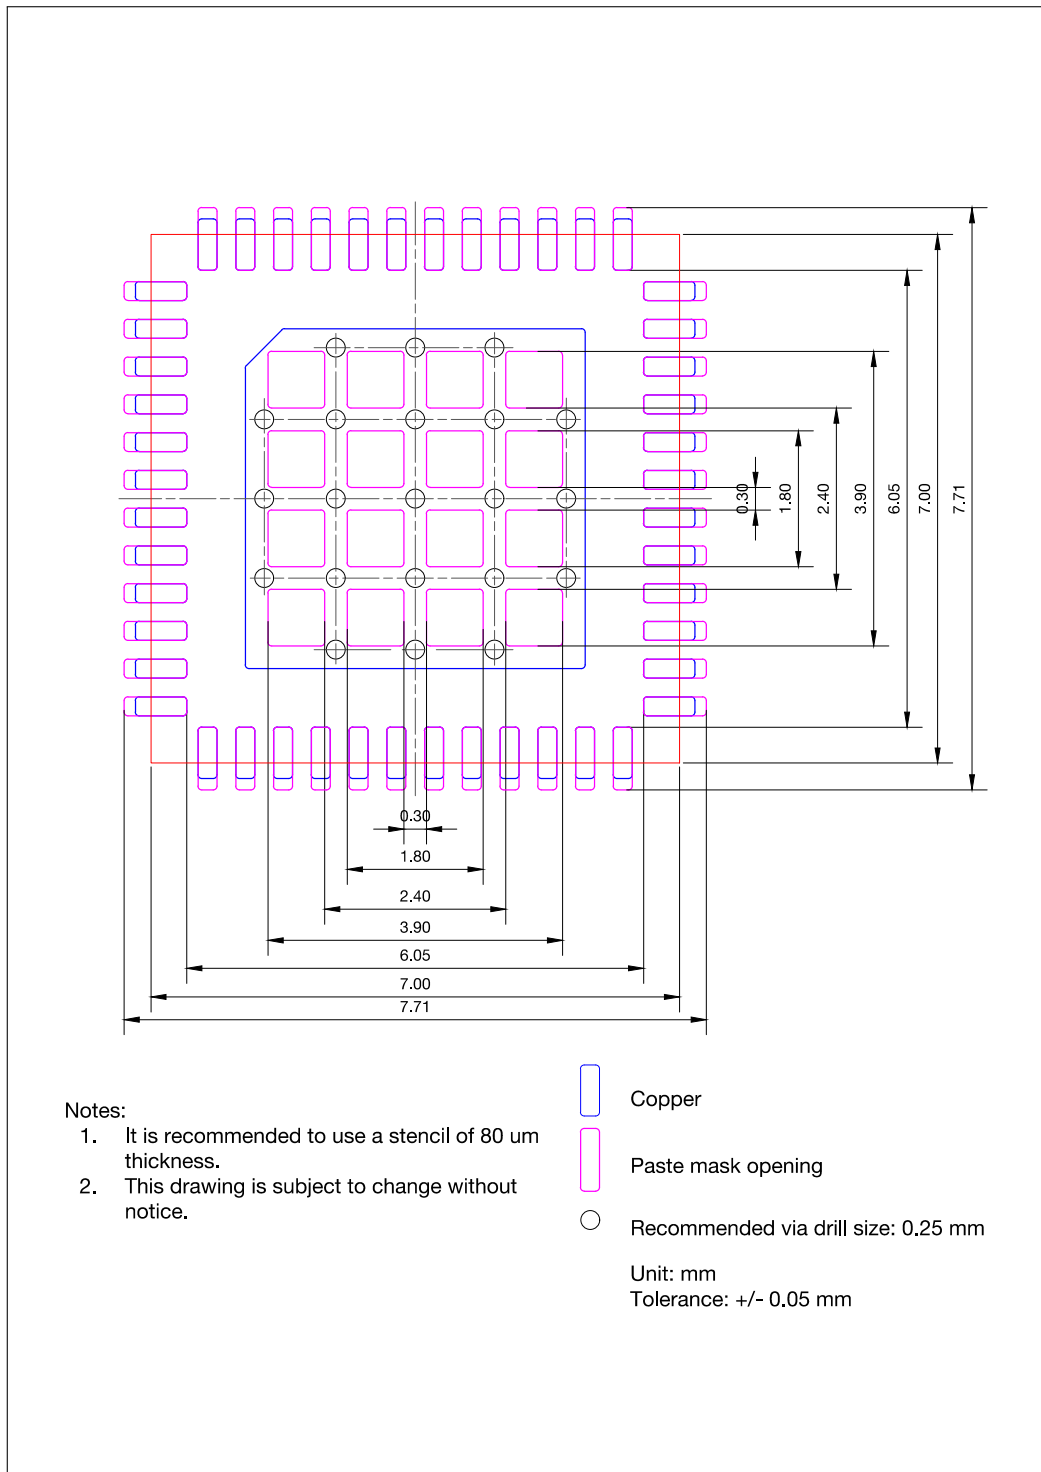 0.30
1.80
2.40
3.90
6.05
7.00
7.71
0.30
1.80
2.40
3.90
6.05
7.00
7.71
Notes:
1. It is recommended to use a stencil of 80 um
thickness.
2. This drawing is subject to change without
notice.
Copper
Paste mask opening
Recommended via drill size: 0.25 mm
Unit: mm
Tolerance: +/- 0.05 mm